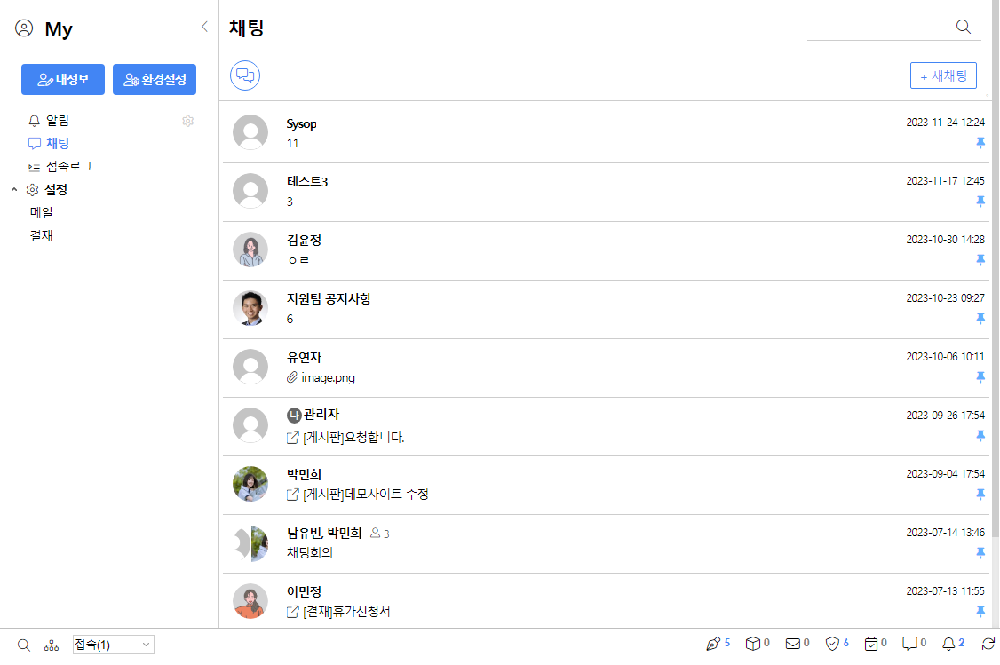 My
내정보
환경설정
알림
채팅
접속로그
설정
메일
결재
채팅
+ 새채팅
Sysop
2023-11-24 12:24
11
테스트3
2023-11-17 12:45
3
김윤정
2023-10-30 14:28
ㅇㄹ
지원팀 공지사항
2023-10-23 09:27
6
유연자
2023-10-06 10:11
image.png
나 관리자
2023-09-26 17:54
[게시판]요청합니다.
박민희
2023-09-04 17:54
[게시판]데모사이트 수정
남유빈, 박민희 3
2023-07-14 13:46
채팅회의
이민정
2023-07-13 11:55
[결재]휴가신청서
접속(1)
5 0 0 6 0 0 2